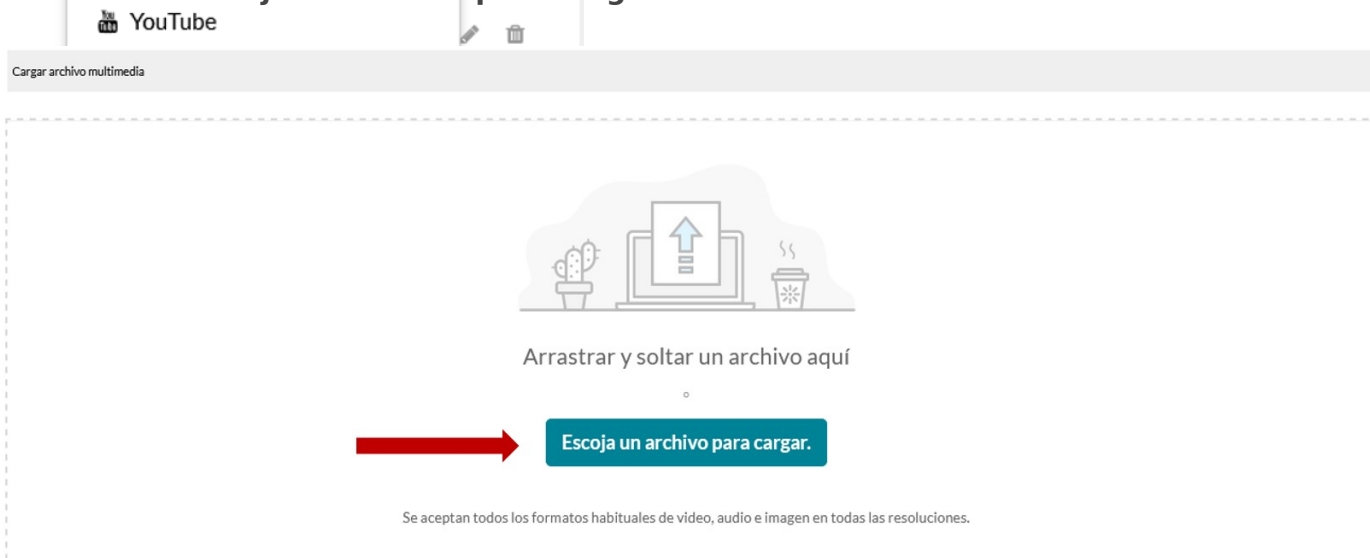 YouTube
Cargar archivo multimedia
Arrastrar y soltar un archivo aquí
o
Escoja un archivo para cargar.
Se aceptan todos los formatos habituales de video, audio e imagen en todas las resoluciones.